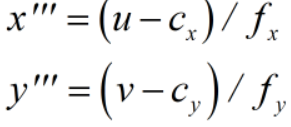 x''' = (u − c_x) / f_x
y''' = (v − c_y) / f_y